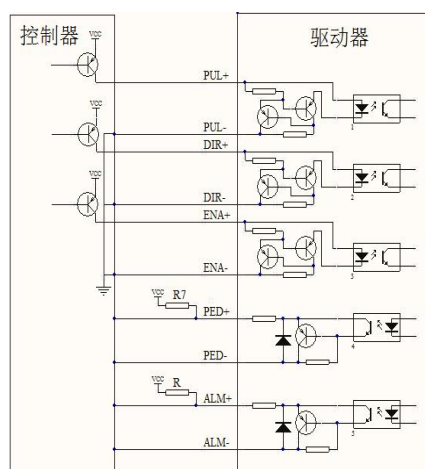 控制器
驱动器
VCC
PUL+
1
VCC
PUL-
DIR+
2
VCC
DIR-
ENA+
3
ENA-
VCC
R7
PED+
4
PED-
VCC
R
ALM+
5
ALM-